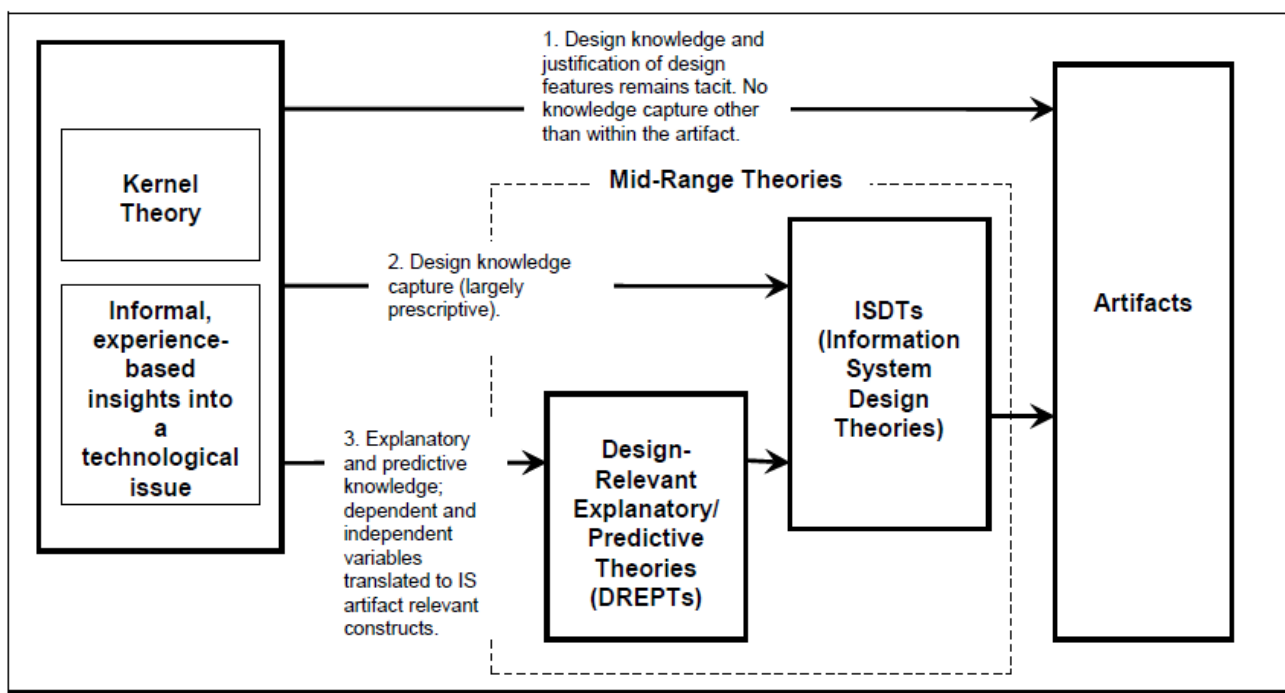 1. Design knowledge and
justification of design
features remains tacit. No
knowledge capture other
than within the artifact.
Kernel
Theory
Informal,
experience-
based
insights into
a
technological
issue
Mid-Range Theories
2. Design knowledge
capture (largely
prescriptive).
3. Explanatory
and predictive
knowledge;
dependent and
independent
variables
translated to IS
artifact relevant
constructs.
Design-
Relevant
Explanatory/
Predictive
Theories
(DREPTs)
ISDTs
(Information
System
Design
Theories)
Artifacts